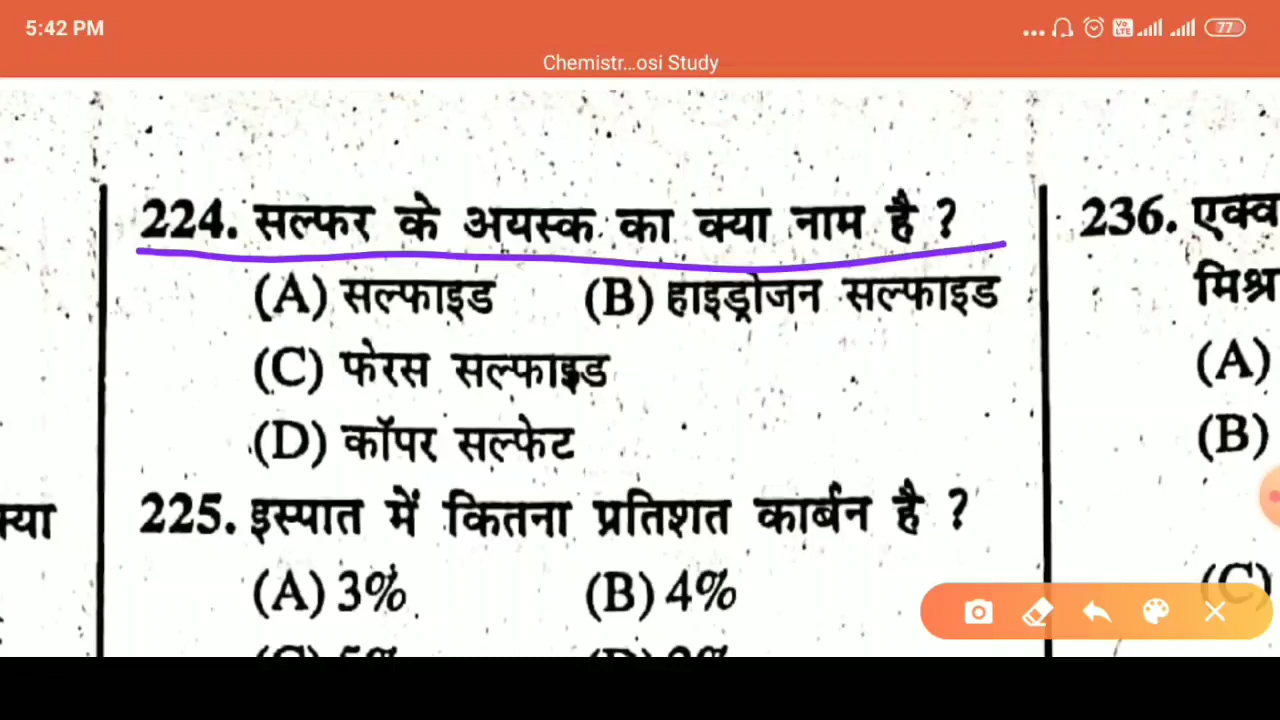 5:42 PM
77
Chemistr...osi Study
224. सल्फर के अयस्क का क्या नाम है ?
(A) सल्फाइड (B) हाइड्रोजन सल्फाइड
(C) फेरस सल्फाइड
(D) कॉपर सल्फेट
225. इस्पात में कितना प्रतिशत कार्बन है ?
(A) 3% (B) 4%
236.
(A)
(B)
(C)